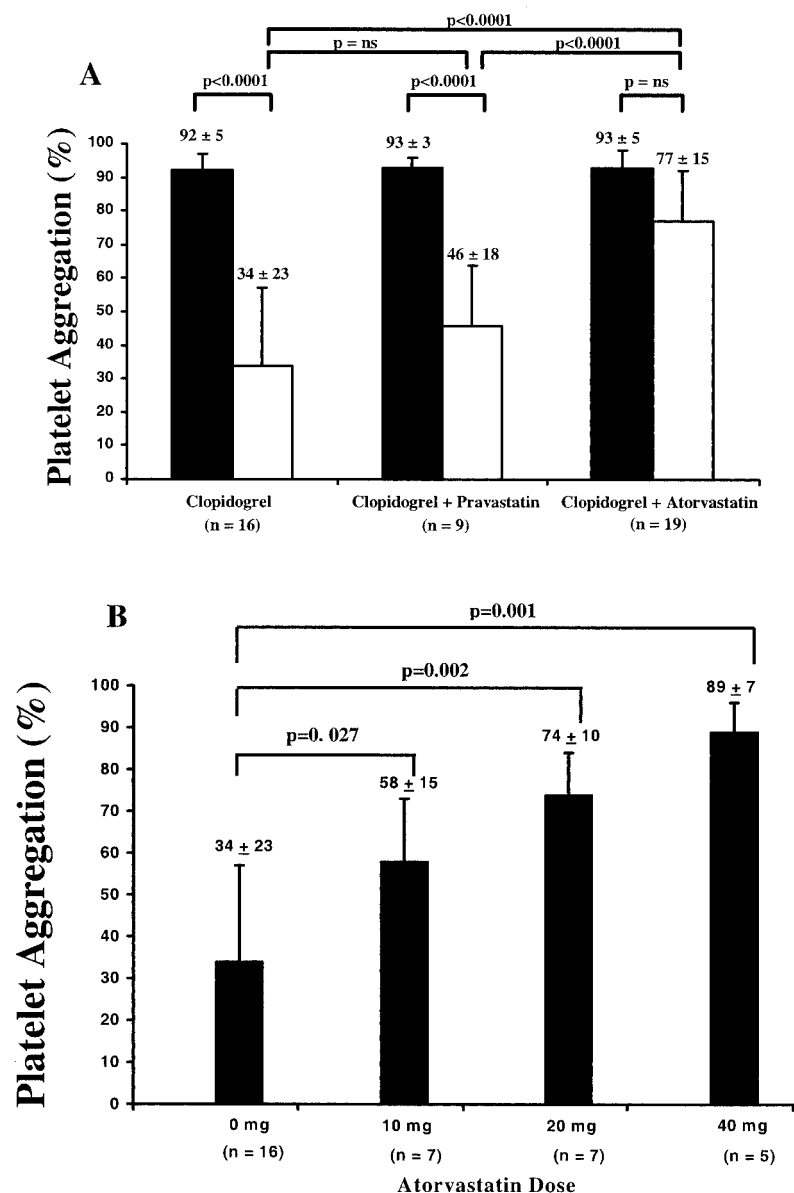 p<0.0001
p = ns
p<0.0001
A
p<0.0001
p<0.0001
p = ns
Platelet Aggregation (%)
100
90
80
70
60
50
40
30
20
10
0
92 ± 5
34 ± 23
93 ± 3
46 ± 18
93 ± 5
77 ± 15
Clopidogrel
(n = 16)
Clopidogrel + Pravastatin
(n = 9)
Clopidogrel + Atorvastatin
(n = 19)
B
p=0.001
p=0.002
p=0. 027
Platelet Aggregation (%)
100
90
80
70
60
50
40
30
20
10
0
34 ± 23
58 ± 15
74 ± 10
89 ± 7
0 mg
(n = 16)
10 mg
(n = 7)
20 mg
(n = 7)
40 mg
(n = 5)
Atorvastatin Dose